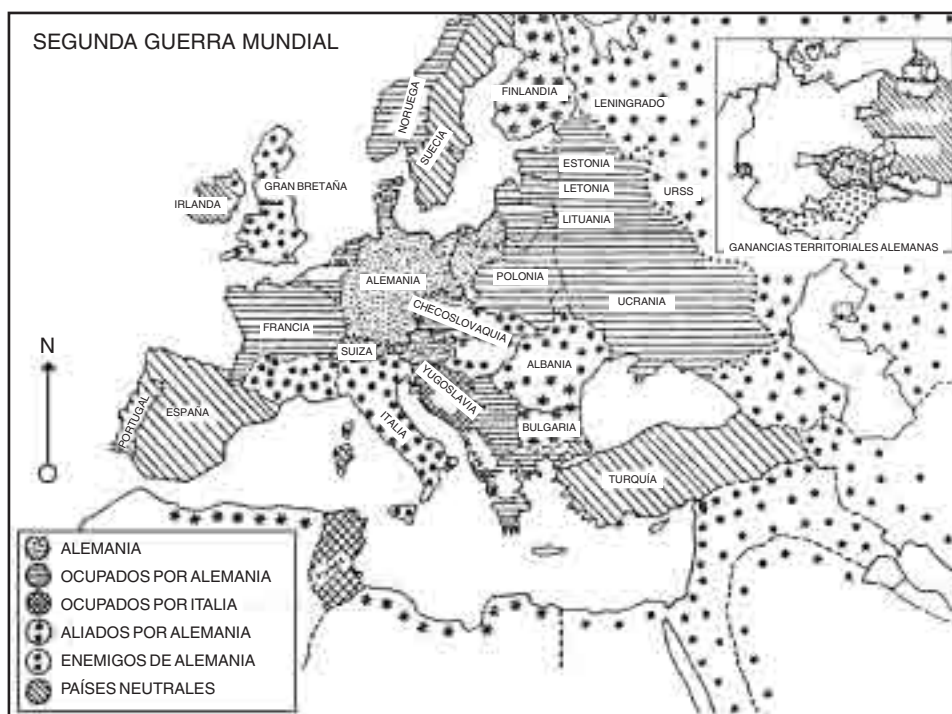 SEGUNDA GUERRA MUNDIAL
NORUEGA
SUECIA
FINLANDIA
LENINGRADO
ESTONIA
LETONIA
LITUANIA
URSS
GANANCIAS TERRITORIALES ALEMANAS
IRLANDA
GRAN BRETAÑA
ALEMANIA
POLONIA
UCRANIA
CHECOSLOVAQUIA
FRANCIA
SUIZA
ALBANIA
YUGOSLAVIA
BULGARIA
N
PORTUGAL
ESPAÑA
ITALIA
TURQUÍA
ALEMANIA
OCUPADOS POR ALEMANIA
OCUPADOS POR ITALIA
ALIADOS POR ALEMANIA
ENEMIGOS DE ALEMANIA
PAÍSES NEUTRALES